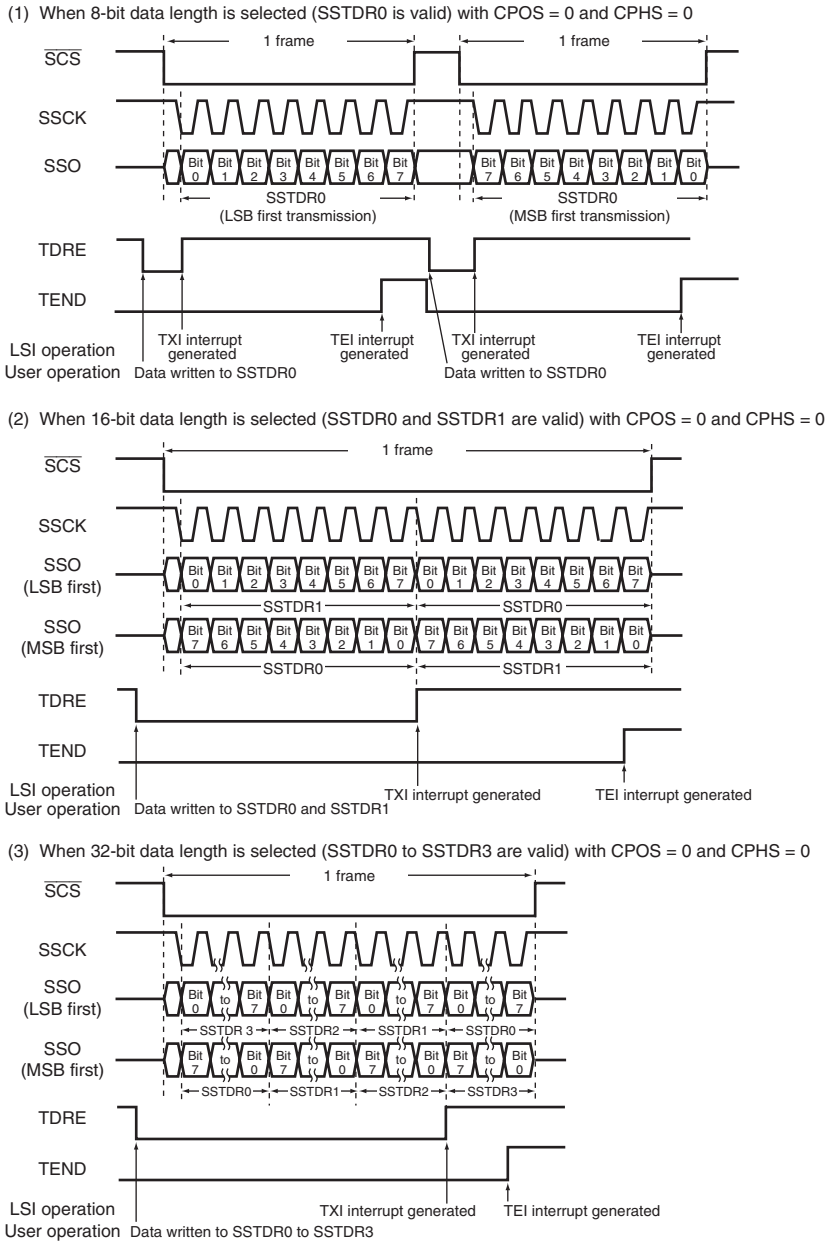 (1) When 8-bit data length is selected (SSTDR0 is valid) with CPOS = 0 and CPHS = 0
1 frame 1 frame
SCS
SSCK
SSO Bit 0 Bit 1 Bit 2 Bit 3 Bit 4 Bit 5 Bit 6 Bit 7 Bit 7 Bit 6 Bit 5 Bit 4 Bit 3 Bit 2 Bit 1 Bit 0
SSTDR0 SSTDR0
(LSB first transmission) (MSB first transmission)
TDRE
TEND
LSI operation TXI interrupt generated TEI interrupt generated TXI interrupt generated TEI interrupt generated
User operation Data written to SSTDR0 Data written to SSTDR0
(2) When 16-bit data length is selected (SSTDR0 and SSTDR1 are valid) with CPOS = 0 and CPHS = 0
1 frame
SCS
SSCK
SSO (LSB first) Bit 0 Bit 1 Bit 2 Bit 3 Bit 4 Bit 5 Bit 6 Bit 7 Bit 0 Bit 1 Bit 2 Bit 3 Bit 4 Bit 5 Bit 6 Bit 7
SSTDR1 SSTDR0
SSO (MSB first) Bit 7 Bit 6 Bit 5 Bit 4 Bit 3 Bit 2 Bit 1 Bit 0 Bit 7 Bit 6 Bit 5 Bit 4 Bit 3 Bit 2 Bit 1 Bit 0
SSTDR0 SSTDR1
TDRE
TEND
LSI operation TXI interrupt generated TEI interrupt generated
User operation Data written to SSTDR0 and SSTDR1
(3) When 32-bit data length is selected (SSTDR0 to SSTDR3 are valid) with CPOS = 0 and CPHS = 0
1 frame
SCS
SSCK
SSO (LSB first) Bit 0 to Bit 7 Bit 0 to Bit 7 Bit 0 to Bit 7 Bit 0 to Bit 7
SSTDR 3 SSTDR2 SSTDR1 SSTDR0
SSO (MSB first) Bit 7 to Bit 0 Bit 7 to Bit 0 Bit 7 to Bit 0 Bit 7 to Bit 0
SSTDR0 SSTDR1 SSTDR2 SSTDR3
TDRE
TEND
LSI operation TXI interrupt generated TEI interrupt generated
User operation Data written to SSTDR0 to SSTDR3